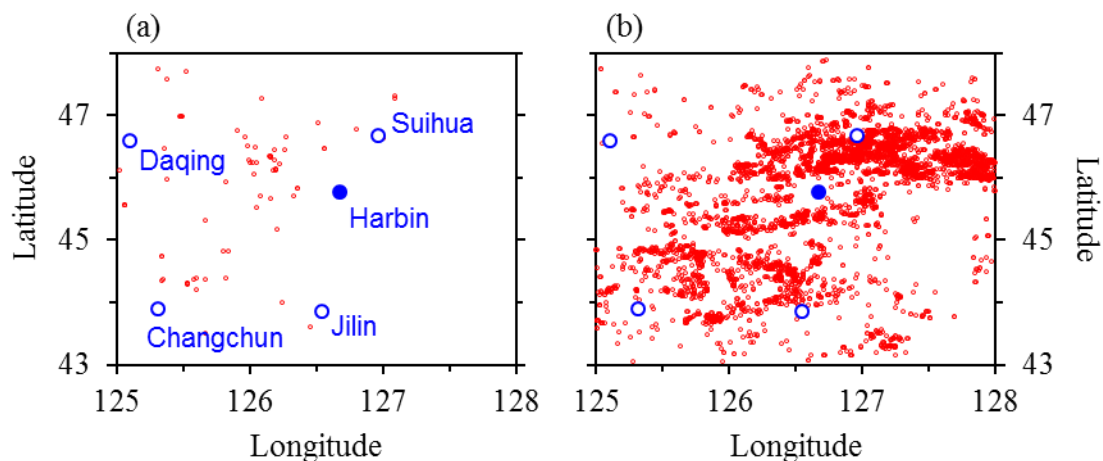 (a)
(b)
Latitude
47
45
43
Daqing
Suihua
Harbin
Changchun
Jilin
125
126
127
128
Longitude
125
126
127
128
Longitude
47
45
43
Latitude